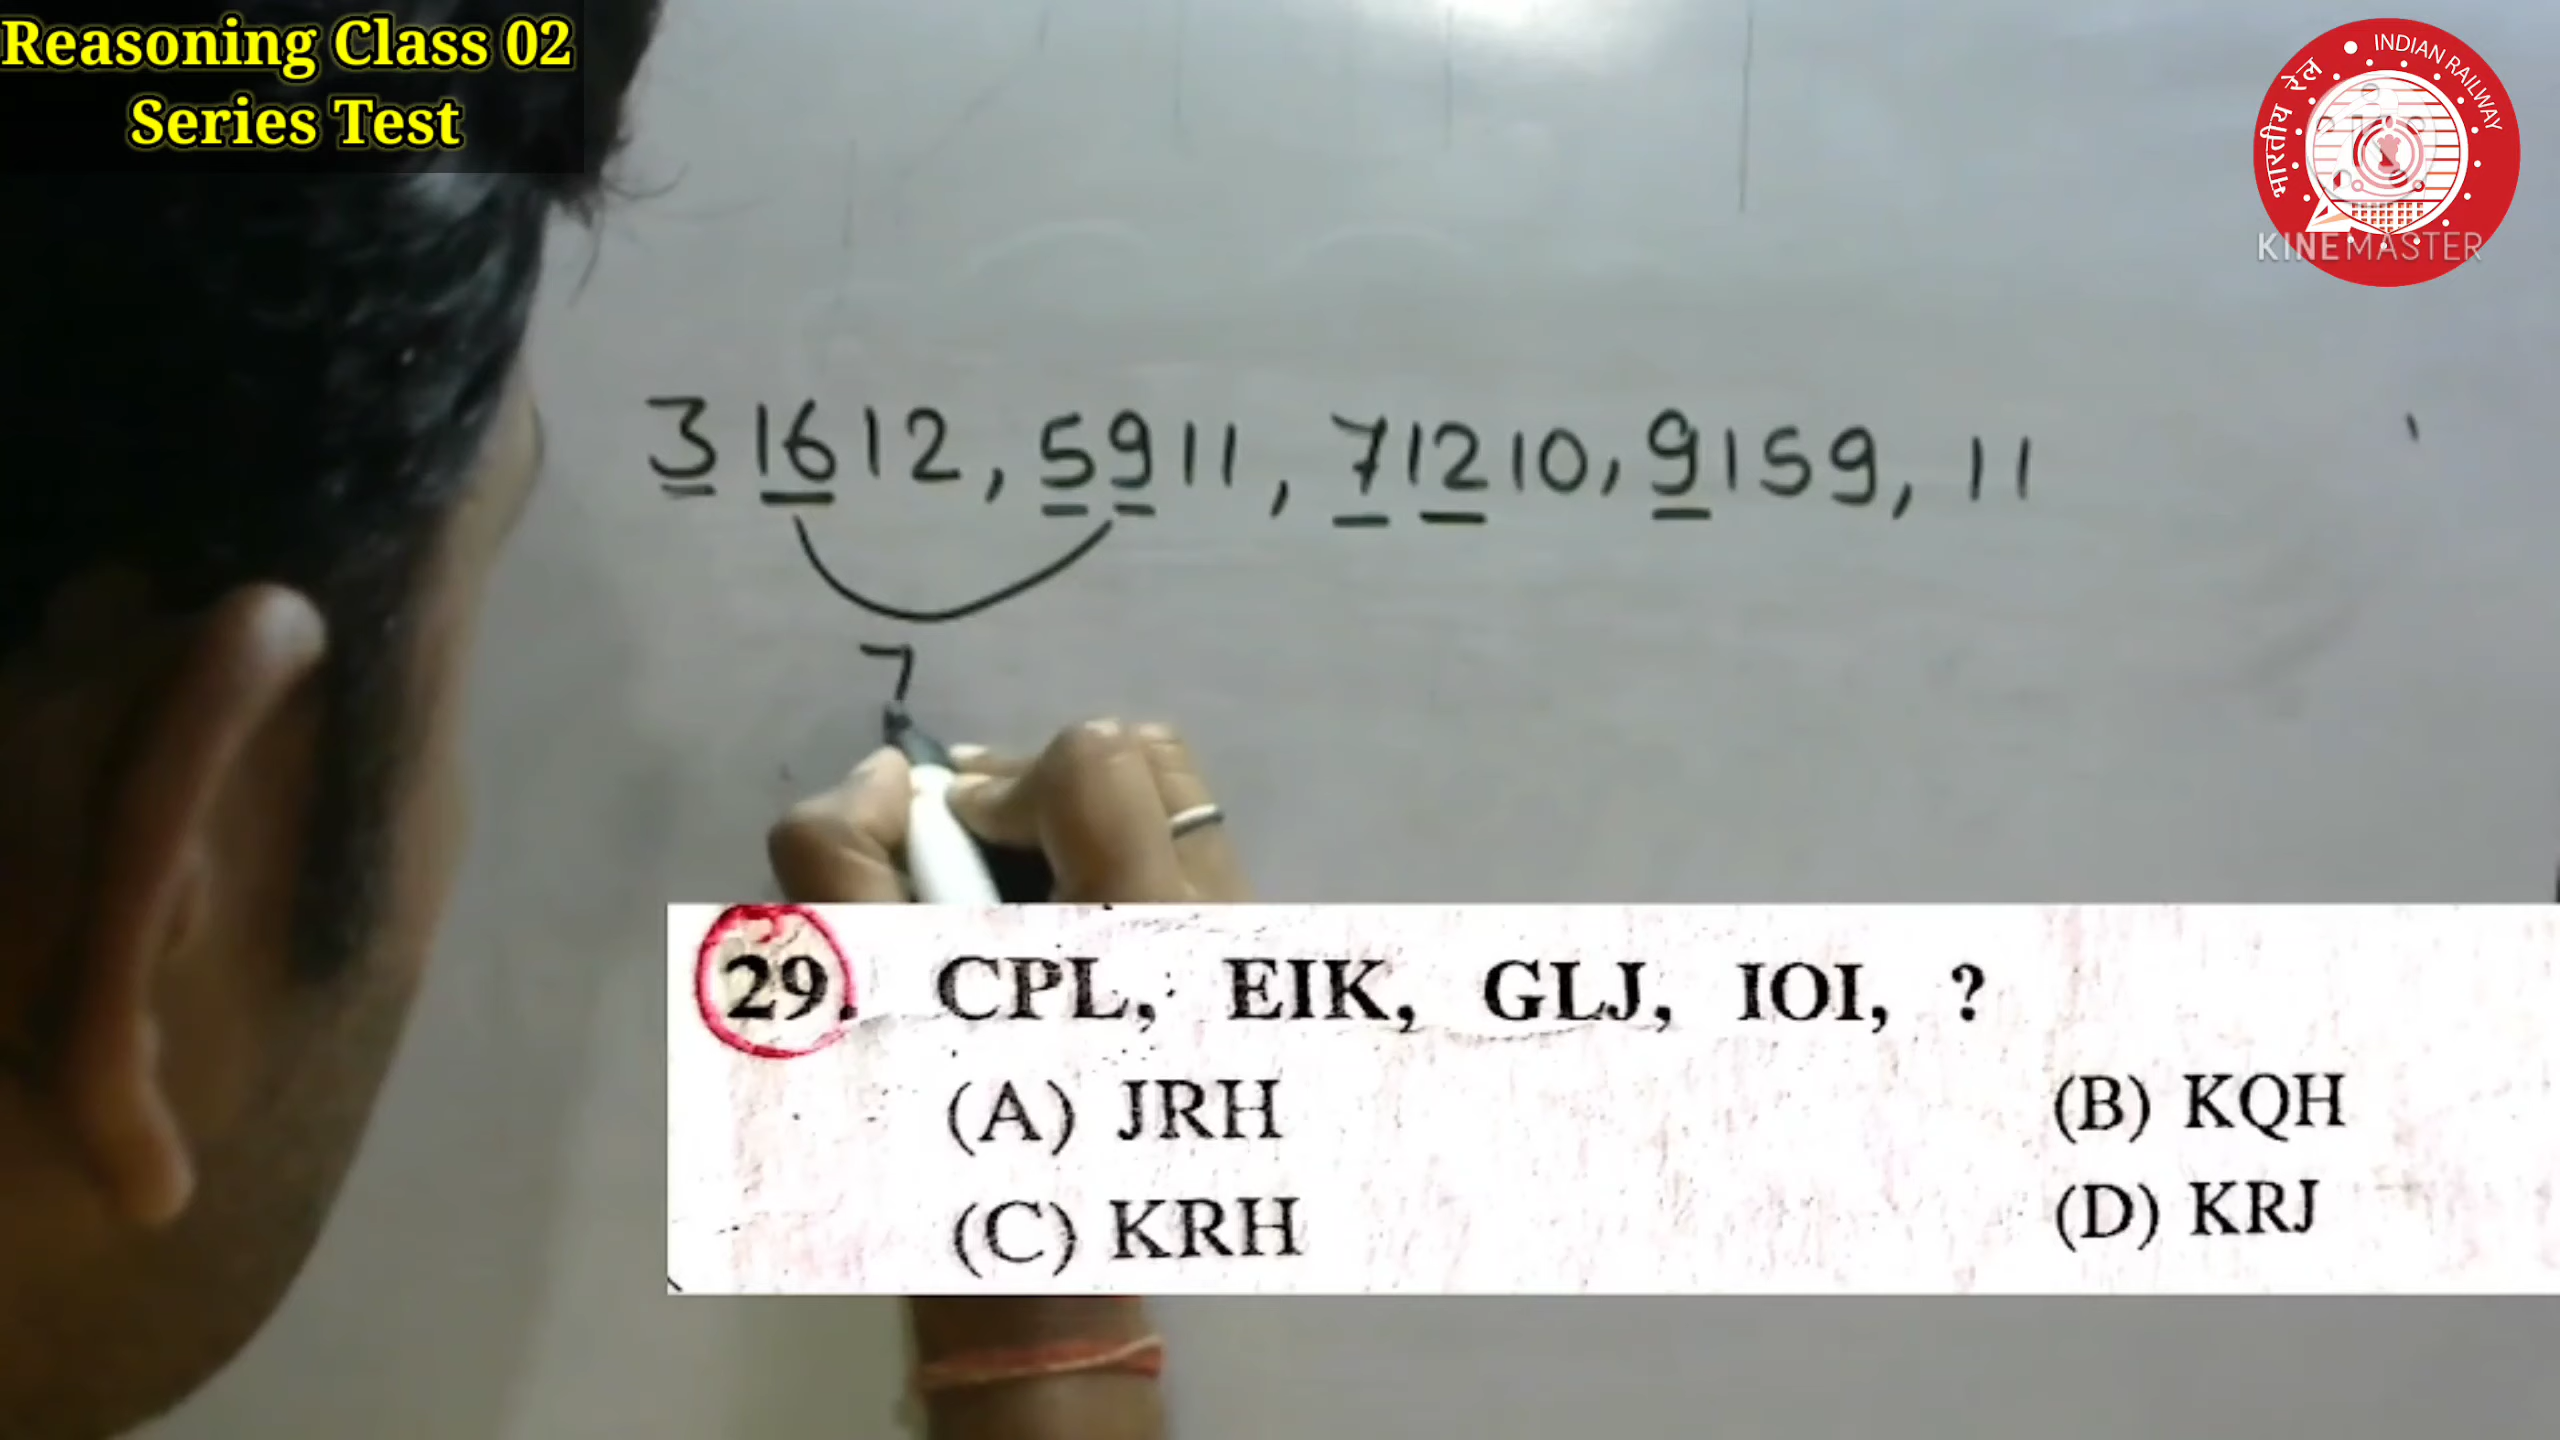 Reasoning Class 02
Series Test
भारतीय रेल INDIAN RAILWAY
KINEMASTER
3 16 12, 5 9 11, 7 12 10, 9 15 9, 11
7
29. CPL, EIK, GLJ, IOI, ?
(A) JRH (B) KQH
(C) KRH (D) KRJ